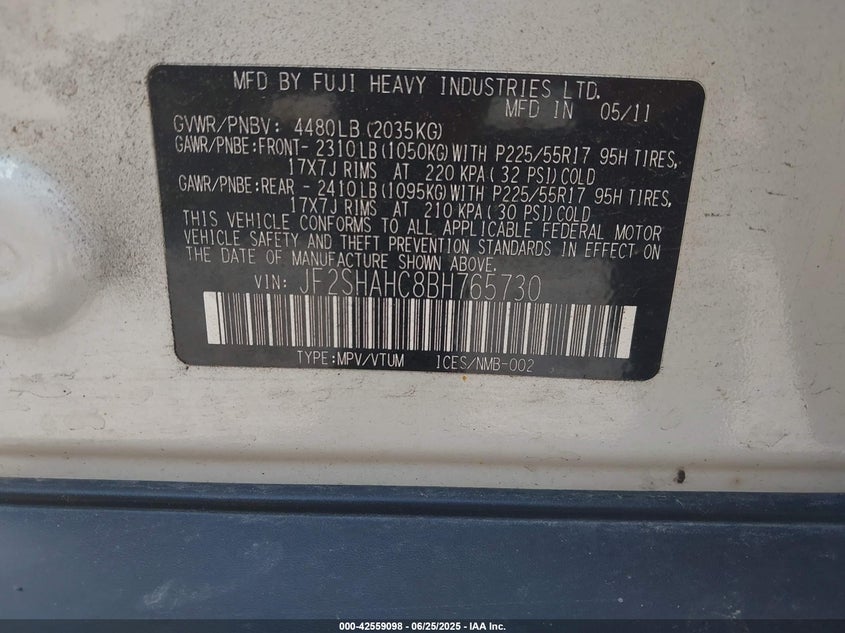 MFD BY FUJI HEAVY INDUSTRIES LTD.
MFD IN 05/11
GVWR/PNBV: 4480LB(2035KG)
GAWR/PNBE:FRONT-2310LB(1050KG)WITH P225/55R17 95H TIRES,
17X7J RIMS AT 220 KPA(32 PSI)COLD
GAWR/PNBE:REAR -2410LB(1095KG)WITH P225/55R17 95H TIRES,
17X7J RIMS AT 210 KPA(30 PSI)COLD
THIS VEHICLE CONFORMS TO ALL APPLICABLE FEDERAL MOTOR
VEHICLE SAFETY AND THEFT PREVENTION STANDARDS IN EFFECT ON
THE DATE OF MANUFACTURE SHOWN ABOVE.
VIN: JF2SHAHC8BH765730
TYPE:MPV/VTUM ICES/NMB-002
000-42559098 - 06/25/2025 - IAA Inc.